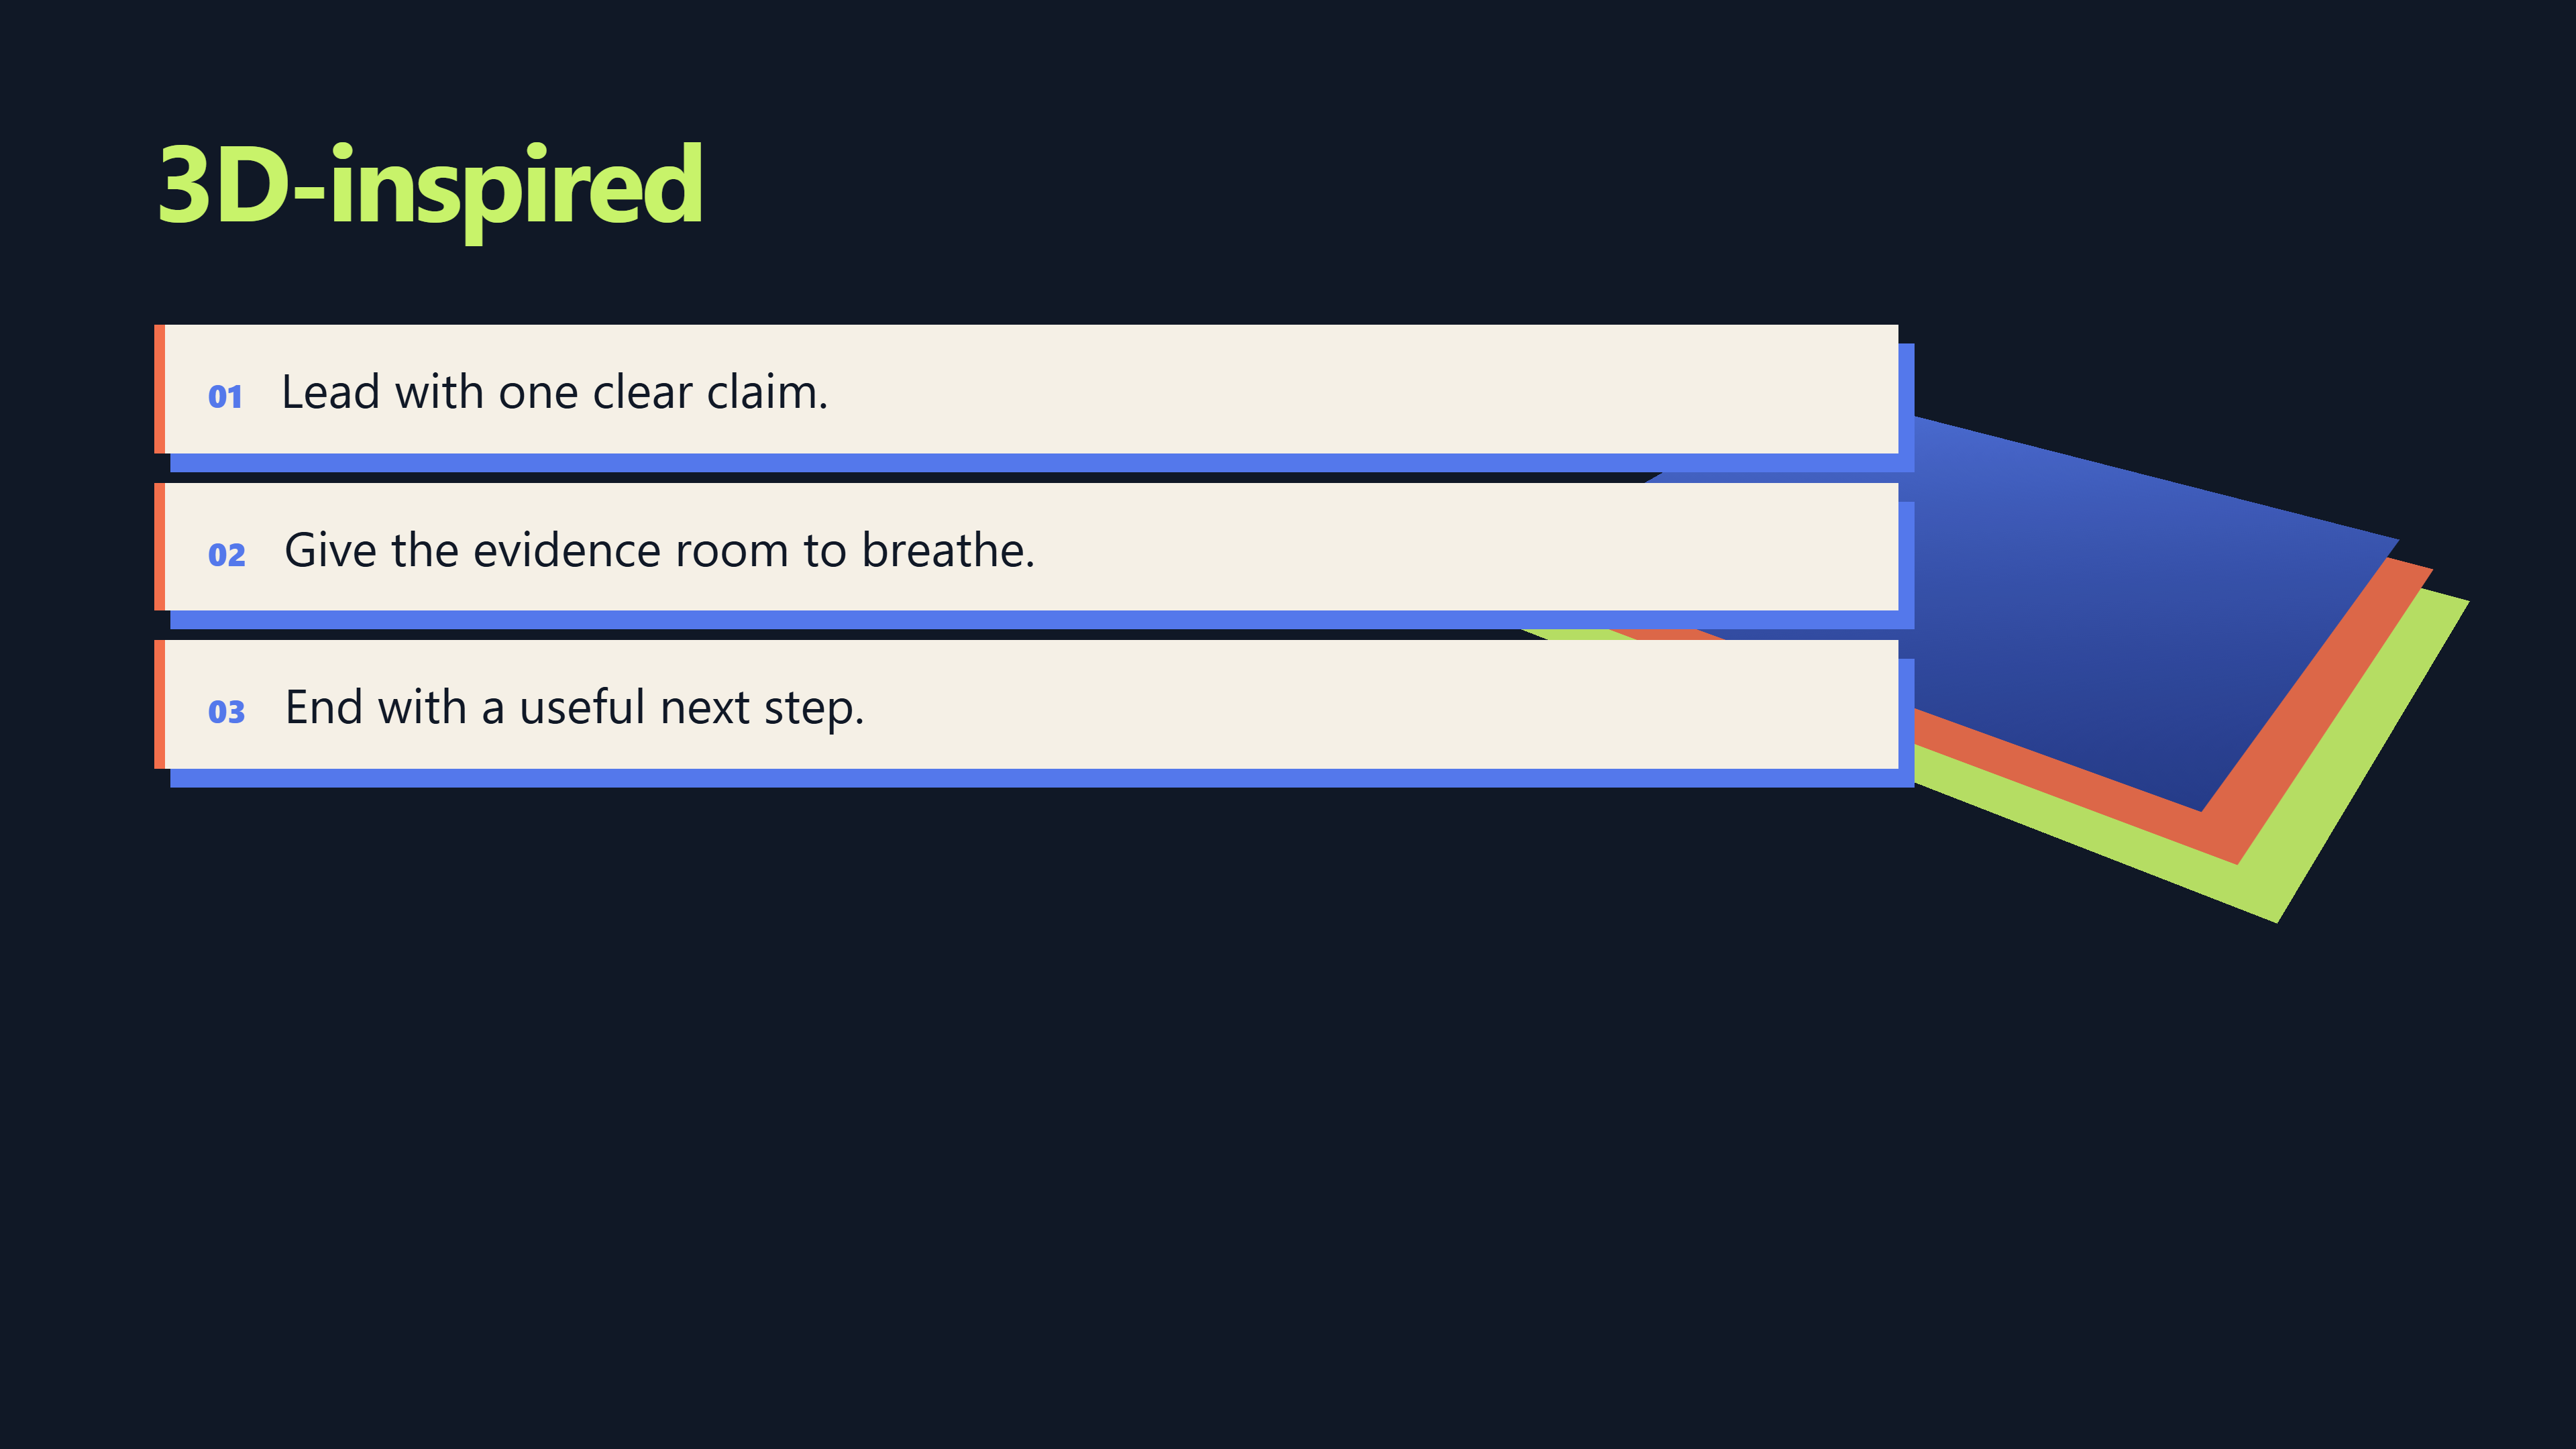 3D-inspired
01 Lead with one clear claim.
02 Give the evidence room to breathe.
03 End with a useful next step.